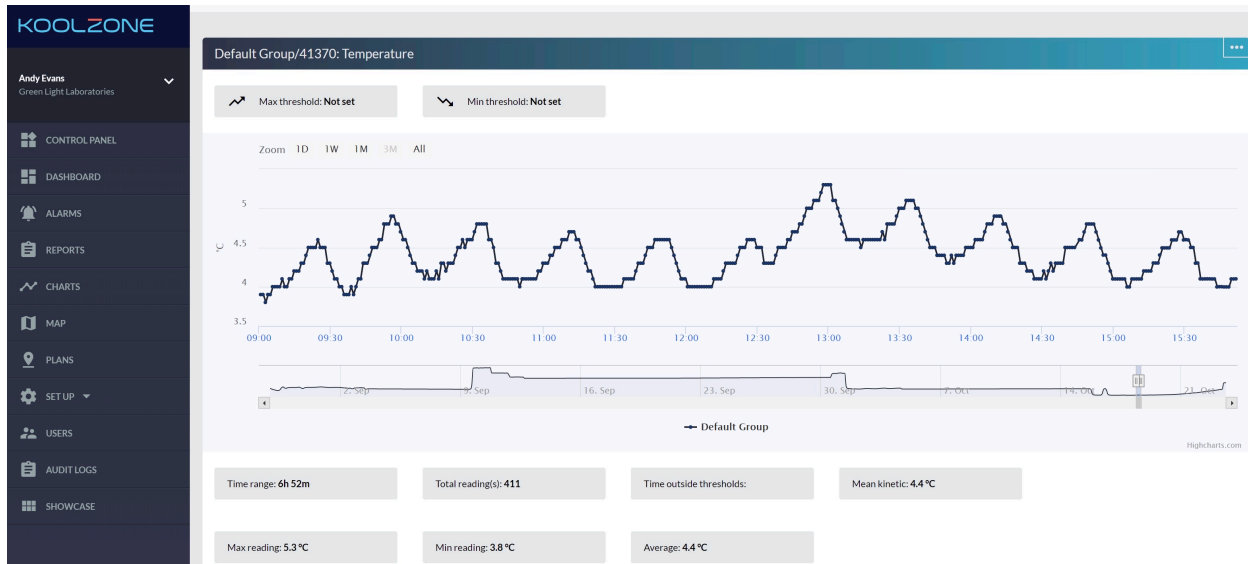 KOOLZONE
Andy Evans
Green Light Laboratories
CONTROL PANEL
DASHBOARD
ALARMS
REPORTS
CHARTS
MAP
PLANS
SET UP
USERS
AUDIT LOGS
SHOWCASE
Default Group/41370: Temperature
Max threshold: Not set
Min threshold: Not set
Zoom 1D 1W 1M 3M All
5
4.5
4
3.5
°C
09:00 09:30 10:00 10:30 11:00 11:30 12:00 12:30 13:00 13:30 14:00 14:30 15:00 15:30
2. Sep 9. Sep 16. Sep 23. Sep 30. Sep 7. Oct 14. Oct 21. Oct
Default Group
Highcharts.com
Time range: 6h 52m
Total reading(s): 411
Time outside thresholds:
Mean kinetic: 4.4 °C
Max reading: 5.3 °C
Min reading: 3.8 °C
Average: 4.4 °C